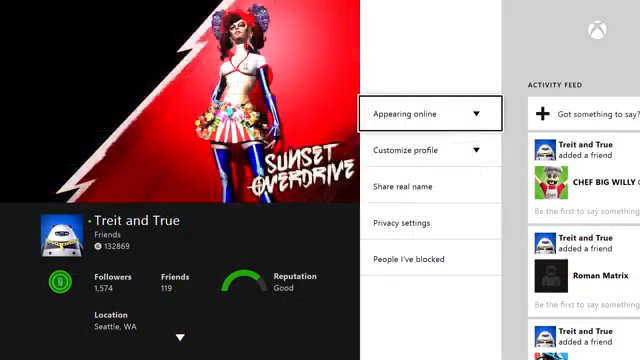 SUNSET
OVERDRIVE
Treit and True
Friends
G 132869
Followers
1,574
Friends
119
Reputation
Good
Location
Seattle, WA
Appearing online
Customize profile
Share real name
Privacy settings
People I've blocked
ACTIVITY FEED
Got something to say?
Treit and True
added a friend
CHEF BIG WILLY
Be the first to say something
Treit and True
added a friend
Roman Matrix
Be the first to say something
Treit and True
added a friend